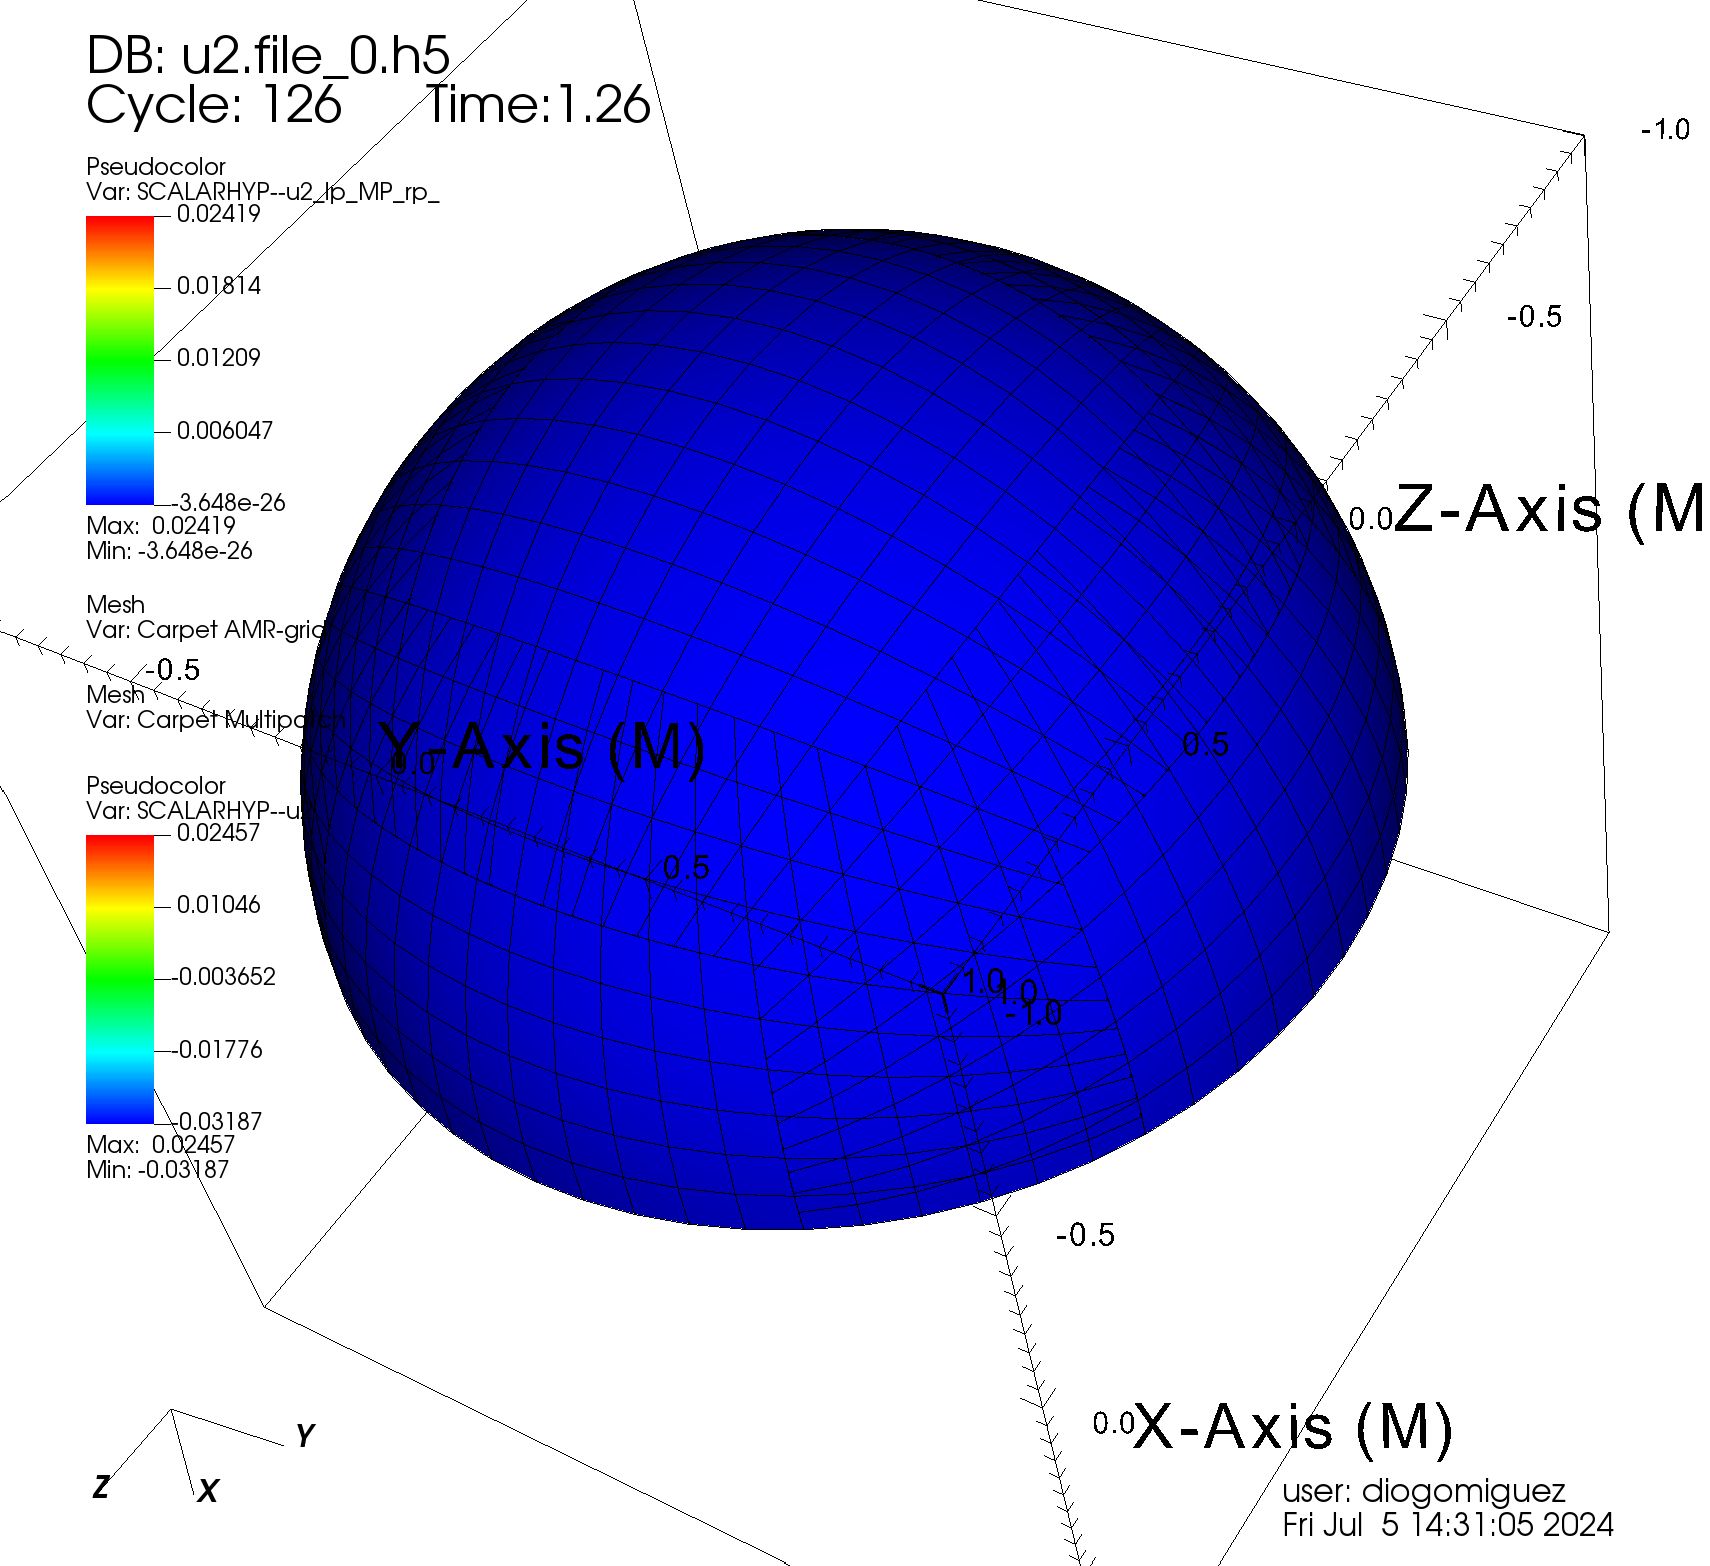 DB: u2.file_0.h5
Cycle: 126 Time:1.26
Pseudocolor
Var: SCALARHYP--u2_lp_MP_rp_
0.02419
0.01814
0.01209
0.006047
-3.648e-26
Max: 0.02419
Min: -3.648e-26
Mesh
Var: Carpet AMR-grid
-0.5
Mesh
Var: Carpet Multipatch
Pseudocolor
Var: SCALARHYP--u2
0.02457
0.01046
-0.003652
-0.01776
-0.03187
Max: 0.02457
Min: -0.03187
-1.0
-0.5
0.0
Z-Axis (M
0.5
Y-Axis (M)
0.0
0.5
1.0
1.0
-1.0
-0.5
0.0
X-Axis (M)
Z
X
Y
user: diogomiguez
Fri Jul 5 14:31:05 2024